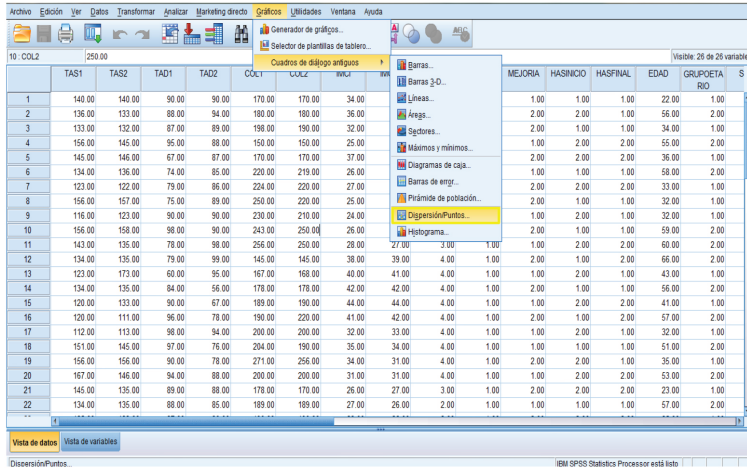 Archivo Edición Ver Datos Transformar Analizar Marketing directo Gráficos Utilidades Ventana Ayuda
Generador de gráficos...
Selector de plantillas de tablero...
Cuadros de diálogo antiguos
Barras...
Barras 3-D...
Líneas...
Áreas...
Sectores...
Máximos y mínimos...
Diagramas de caja...
Barras de error...
Pirámide de población...
Dispersión/Puntos...
Histograma...
10 : COL2 250.00 Visible: 26 de 26 variable
TAS1 TAS2 TAD1 TAD2 COL1 COL2 IMC1 MEJORIA HASINICIO HASFINAL EDAD GRUPOETA RIO S
1 140.00 140.00 90.00 90.00 170.00 170.00 34.00 1.00 1.00 1.00 22.00 1.00
2 136.00 133.00 88.00 94.00 180.00 180.00 36.00 2.00 2.00 1.00 56.00 2.00
3 133.00 132.00 87.00 89.00 198.00 190.00 32.00 2.00 1.00 1.00 34.00 1.00
4 156.00 145.00 95.00 88.00 150.00 150.00 25.00 2.00 1.00 2.00 55.00 2.00
5 145.00 146.00 67.00 87.00 170.00 170.00 37.00 1.00 2.00 2.00 36.00 1.00
6 134.00 136.00 74.00 85.00 220.00 219.00 26.00 1.00 1.00 1.00 58.00 2.00
7 123.00 122.00 79.00 86.00 224.00 220.00 27.00 2.00 2.00 2.00 33.00 1.00
8 156.00 157.00 75.00 89.00 250.00 220.00 25.00 1.00 1.00 1.00 32.00 1.00
9 116.00 123.00 90.00 90.00 230.00 210.00 24.00 1.00 2.00 1.00 32.00 1.00
10 156.00 158.00 98.00 90.00 243.00 250.00 26.00 2.00 1.00 1.00 59.00 2.00
11 143.00 135.00 78.00 98.00 256.00 250.00 28.00 27.00 3.00 1.00 2.00 2.00 2.00 60.00 2.00
12 134.00 135.00 79.00 99.00 145.00 145.00 38.00 39.00 4.00 1.00 1.00 1.00 2.00 66.00 2.00
13 123.00 173.00 60.00 95.00 167.00 168.00 40.00 41.00 4.00 1.00 2.00 1.00 2.00 43.00 1.00
14 134.00 135.00 84.00 56.00 178.00 178.00 42.00 42.00 4.00 1.00 1.00 1.00 2.00 56.00 2.00
15 120.00 133.00 90.00 67.00 189.00 190.00 44.00 44.00 4.00 1.00 2.00 1.00 2.00 41.00 1.00
16 120.00 111.00 96.00 78.00 190.00 220.00 41.00 42.00 4.00 1.00 1.00 1.00 2.00 57.00 2.00
17 112.00 113.00 98.00 94.00 200.00 200.00 32.00 33.00 4.00 1.00 1.00 2.00 1.00 32.00 1.00
18 151.00 145.00 97.00 76.00 204.00 190.00 35.00 34.00 4.00 1.00 2.00 1.00 1.00 51.00 2.00
19 156.00 156.00 90.00 78.00 271.00 256.00 34.00 31.00 4.00 1.00 2.00 1.00 1.00 35.00 1.00
20 167.00 146.00 94.00 88.00 200.00 200.00 31.00 31.00 4.00 1.00 2.00 1.00 2.00 53.00 2.00
21 145.00 135.00 89.00 88.00 178.00 170.00 26.00 27.00 3.00 1.00 2.00 2.00 2.00 23.00 1.00
22 134.00 135.00 88.00 85.00 189.00 189.00 27.00 26.00 2.00 1.00 1.00 1.00 1.00 57.00 2.00
Vista de datos Vista de variables
Dispersión/Puntos... IBM SPSS Statistics Processor está listo